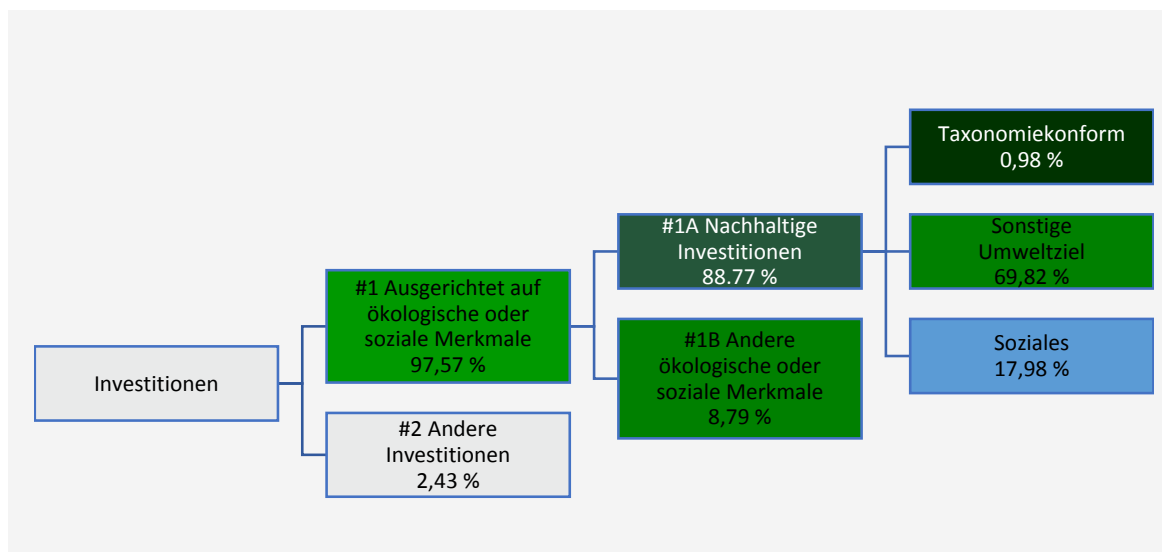 Investitionen
#1 Ausgerichtet auf
ökologische oder
soziale Merkmale
97,57 %
#2 Andere
Investitionen
2,43 %
#1A Nachhaltige
Investitionen
88.77 %
#1B Andere
ökologische oder
soziale Merkmale
8,79 %
Taxonomiekonform
0,98 %
Sonstige
Umweltziel
69,82 %
Soziales
17,98 %